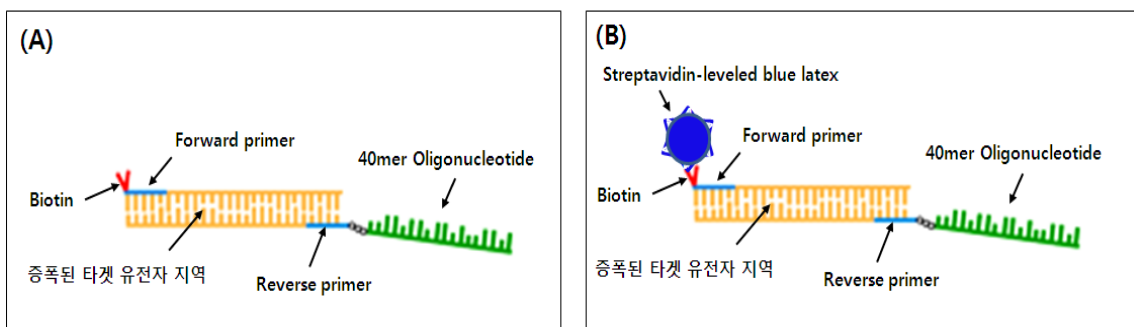 (A)
Forward primer
40mer Oligonucleotide
Biotin
증폭된 타겟 유전자 지역
Reverse primer
(B)
Streptavidin-leveled blue latex
Forward primer
40mer Oligonucleotide
Biotin
증폭된 타겟 유전자 지역
Reverse primer